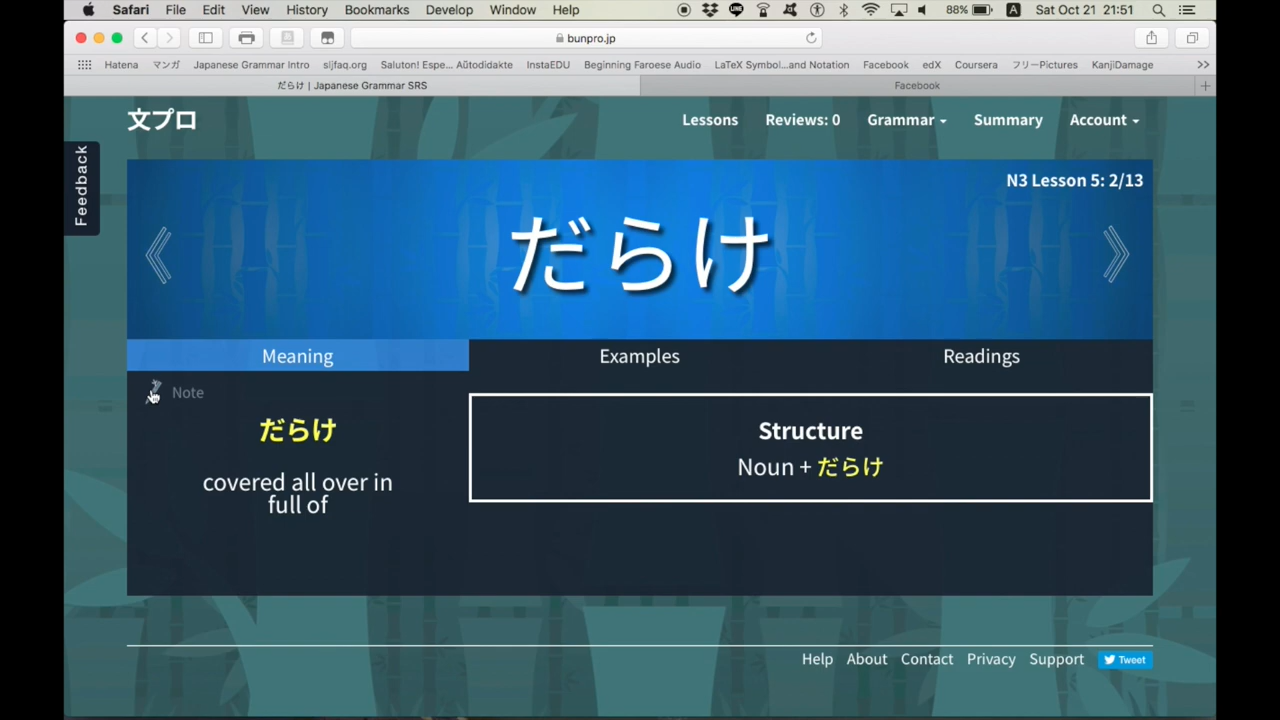 Safari File Edit View History Bookmarks Develop Window Help 88% A Sat Oct 21 21:51
bunpro.jp
Hatena マンガ Japanese Grammar Intro sijfaq.org Saluton! Espe... Aŭtodidakte InstaEDU Beginning Faroese Audio LaTeX Symbol...and Notation Facebook edX Coursera フリーPictures KanjiDamage >>
だらけ | Japanese Grammar SRS Facebook +
文プロ Lessons Reviews: 0 Grammar Summary Account
Feedback
N3 Lesson 5: 2/13
だらけ
Meaning Examples Readings
Note
だらけ
covered all over in
full of
Structure
Noun + だらけ
Help About Contact Privacy Support Tweet